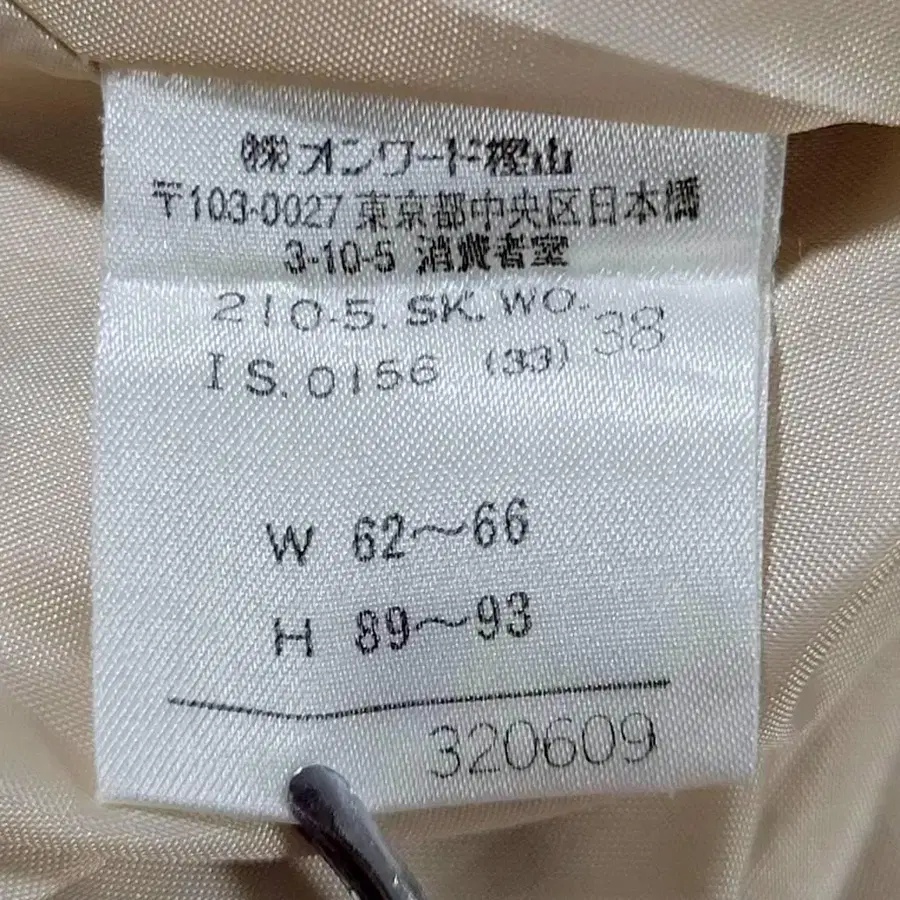 ㈱オンワード樫山
〒103-0027 東京都中央区日本橋
3-10-5 消費者室
210-5. SK. WO. 38
IS. 0156 (33)
W 62～66
H 89～93
320609